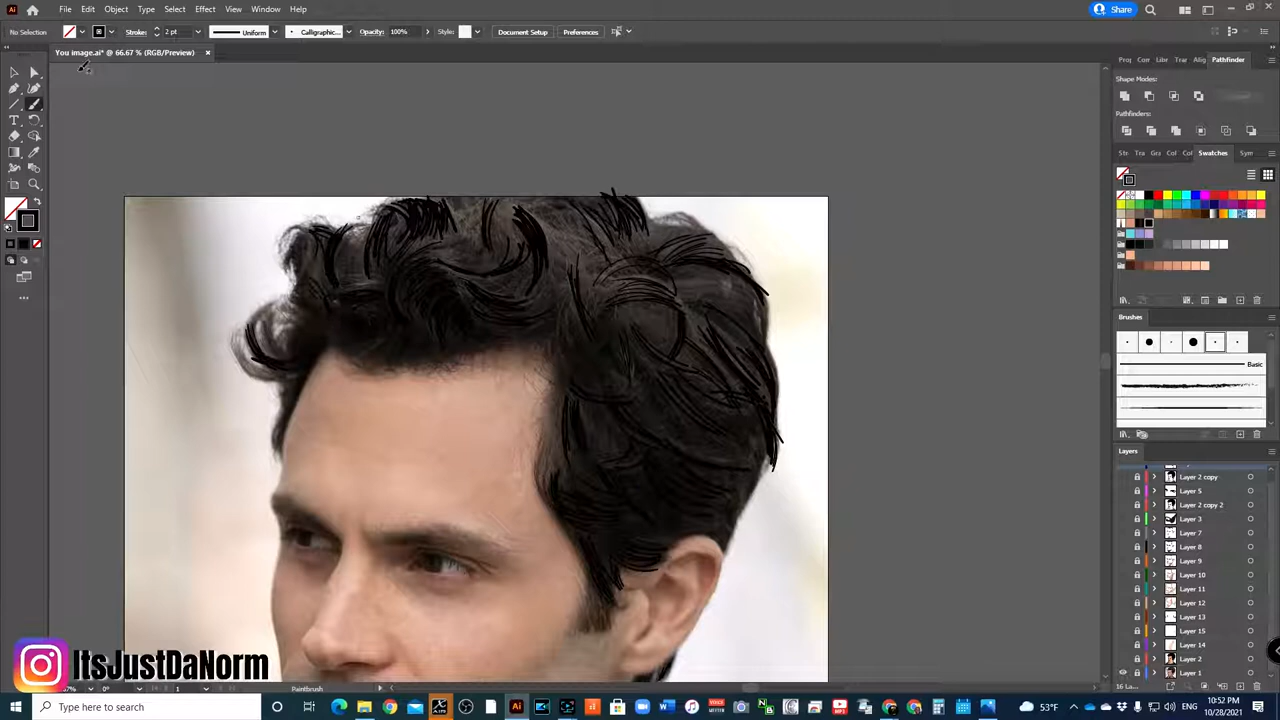 Ai File Edit Object Type Select Effect View Window Help Share
No Selection Stroke: 2 pt Uniform Calligraphic... Opacity: 100% Style: Document Setup Preferences
You image.ai* @ 66.67 % (RGB/Preview) ×
Pathfinder
Shape Modes:
Pathfinders:
Swatches
Brushes
Basic
Layers
Layer 2 copy
Layer 5
Layer 2 copy 2
Layer 3
Layer 7
Layer 8
Layer 9
Layer 10
Layer 11
Layer 12
Layer 13
Layer 15
Layer 14
Layer 2
Layer 1
ItsJustDaNorm
0° 1 Paintbrush
Type here to search
53°F
10:52 PM
10/28/2021